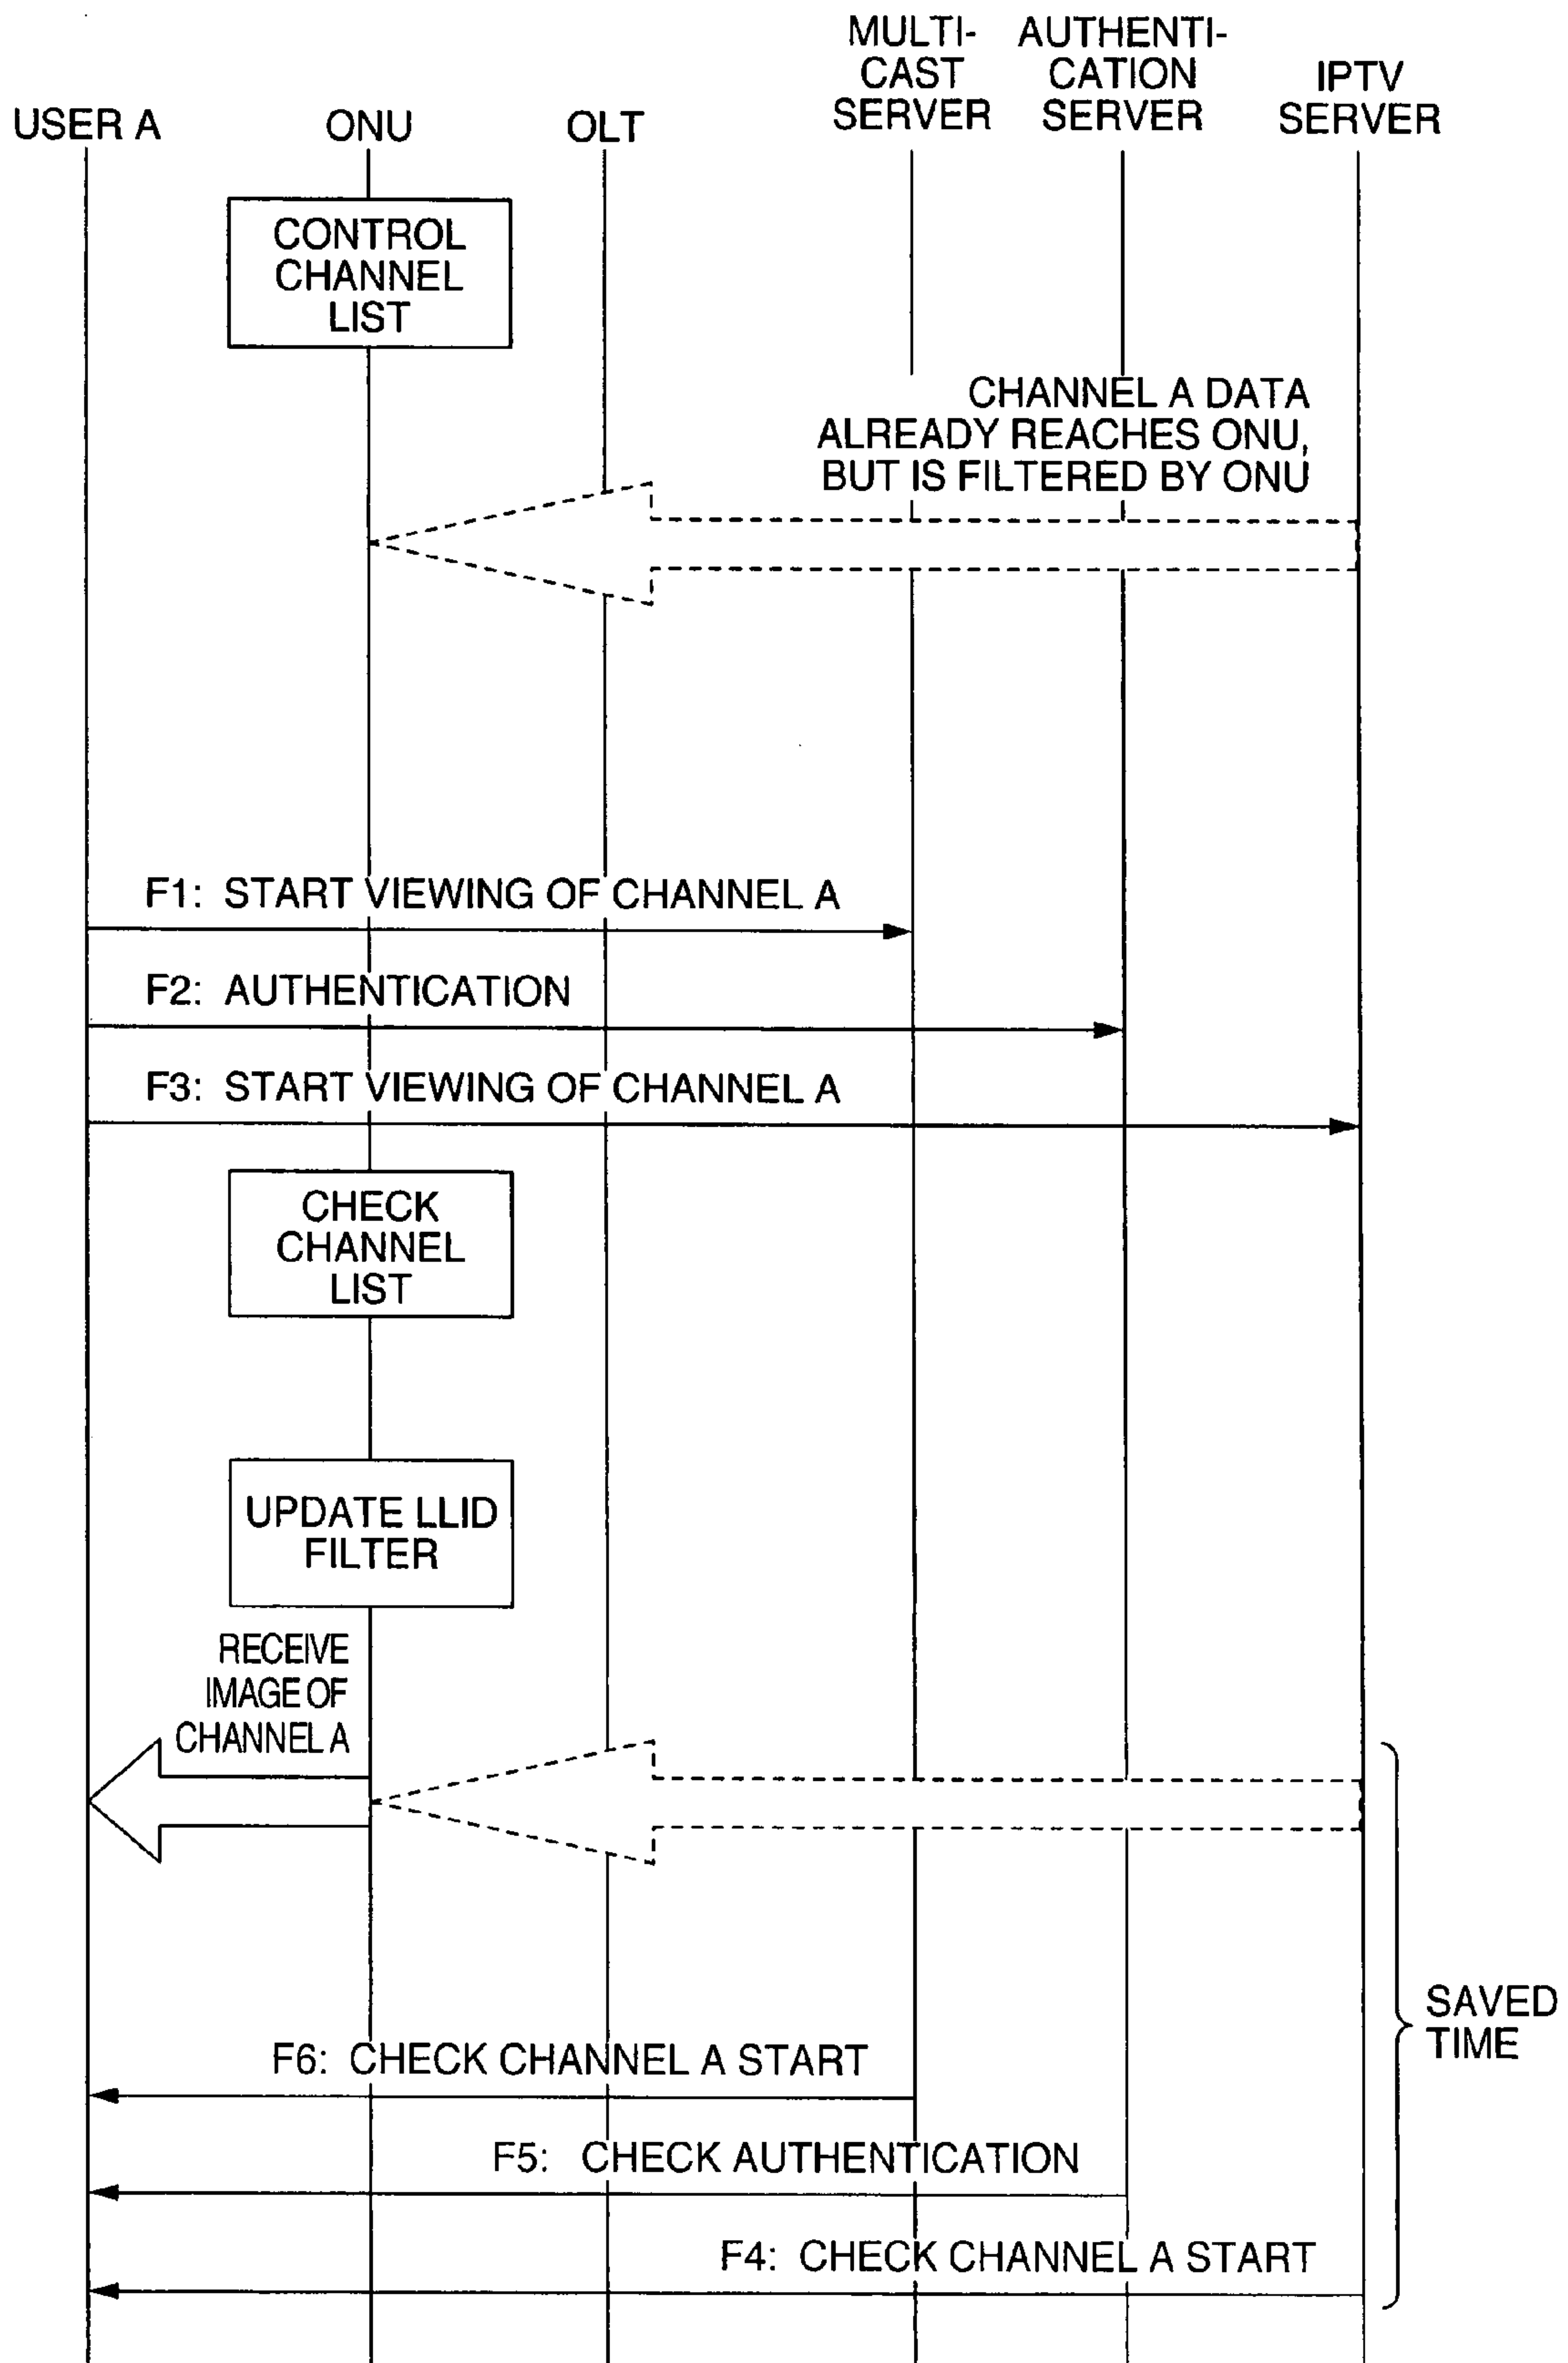 USER A
ONU
OLT
MULTI-
CAST
SERVER
AUTHENTI-
CATION
SERVER
IPTV
SERVER
CONTROL
CHANNEL
LIST
CHANNEL A DATA
ALREADY REACHES ONU,
BUT IS FILTERED BY ONU
F1: START VIEWING OF CHANNEL A
F2: AUTHENTICATION
F3: START VIEWING OF CHANNEL A
CHECK
CHANNEL
LIST
UPDATE LLID
FILTER
RECEIVE
IMAGE OF
CHANNEL A
SAVED
TIME
F6: CHECK CHANNEL A START
F5: CHECK AUTHENTICATION
F4: CHECK CHANNEL A START